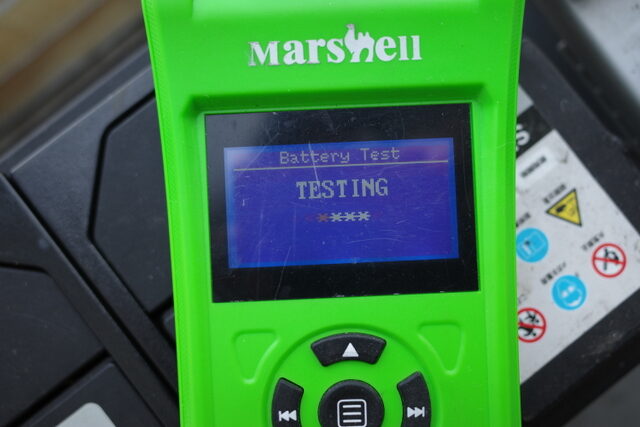 Marshell
Battery Test
TESTING
××××